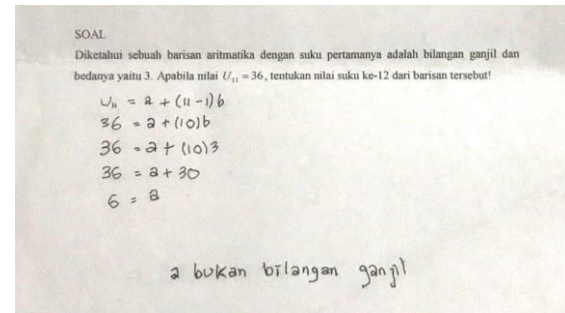 SOAL
Diketahui sebuah barisan aritmatika dengan suku pertamanya adalah bilangan ganjil dan
bedanya yaitu 3. Apabila nilai U₁₁ = 36, tentukan nilai suku ke-12 dari barisan tersebut!
U₁₁ = a + (11 - 1) b
36 = a + (10) b
36 = a + (10) 3
36 = a + 30
6 = a
a bukan bilangan ganjil